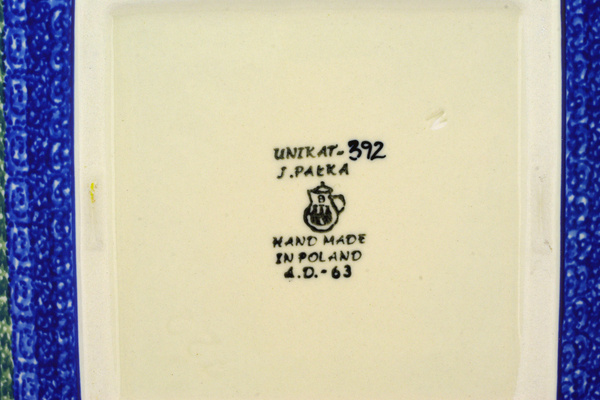 UNIKAT-392
J.PAŁKA
B
HAND MADE
IN POLAND
A.D.-63